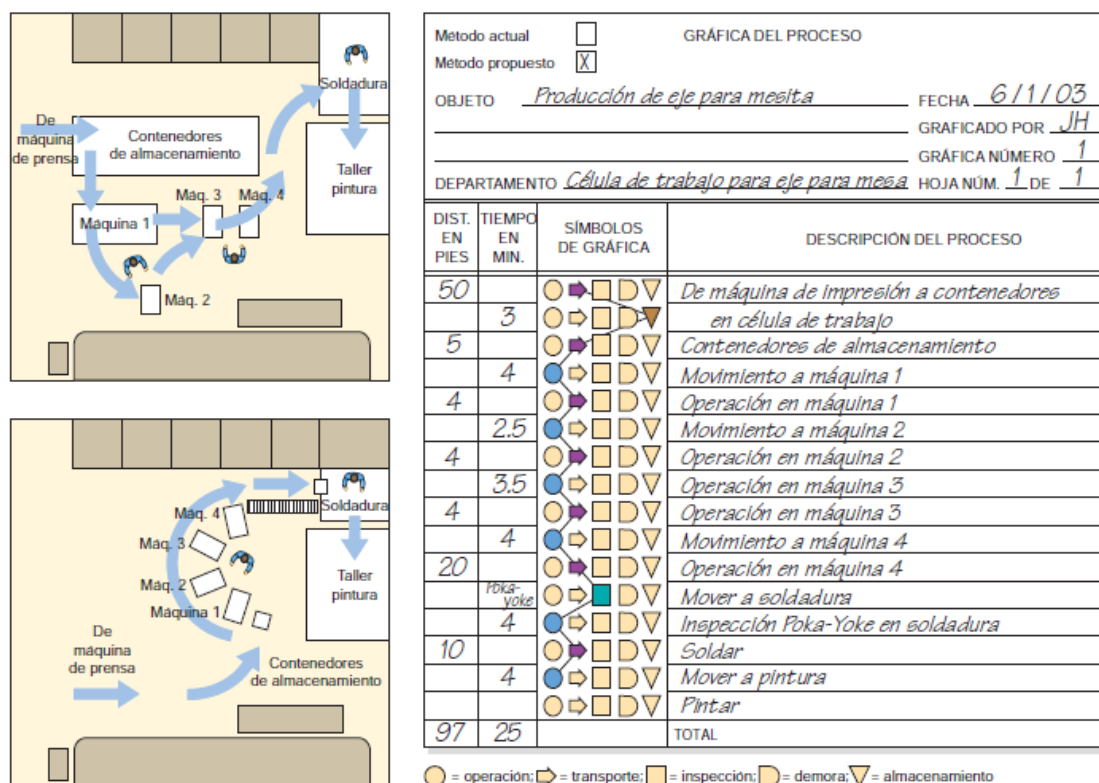 Soldadura
De
máquina
de prensa
Contenedores
de almacenamiento
Taller
pintura
Máq. 3
Máq. 4
Máquina 1
Máq. 2
Soldadura
Máq. 4
Máq. 3
Máq. 2
Máquina 1
Taller
pintura
De
máquina
de prensa
Contenedores
de almacenamiento
Método actual GRÁFICA DEL PROCESO
Método propuesto X
OBJETO Producción de eje para mesita FECHA 6/1/03
GRAFICADO POR JH
GRÁFICA NÚMERO 1
DEPARTAMENTO Célula de trabajo para eje para mesa HOJA NÚM. 1 DE 1
DIST. EN PIES TIEMPO EN MIN. SÍMBOLOS DE GRÁFICA DESCRIPCIÓN DEL PROCESO
50 De máquina de impresión a contenedores
3 en célula de trabajo
5 Contenedores de almacenamiento
4 Movimiento a máquina 1
4 Operación en máquina 1
2.5 Movimiento a máquina 2
4 Operación en máquina 2
3.5 Operación en máquina 3
4 Operación en máquina 3
4 Movimiento a máquina 4
20 Operación en máquina 4
Poka-yoke Mover a soldadura
4 Inspección Poka-Yoke en soldadura
10 Soldar
4 Mover a pintura
Pintar
97 25 TOTAL
= operación; = transporte; = inspección; = demora; = almacenamiento